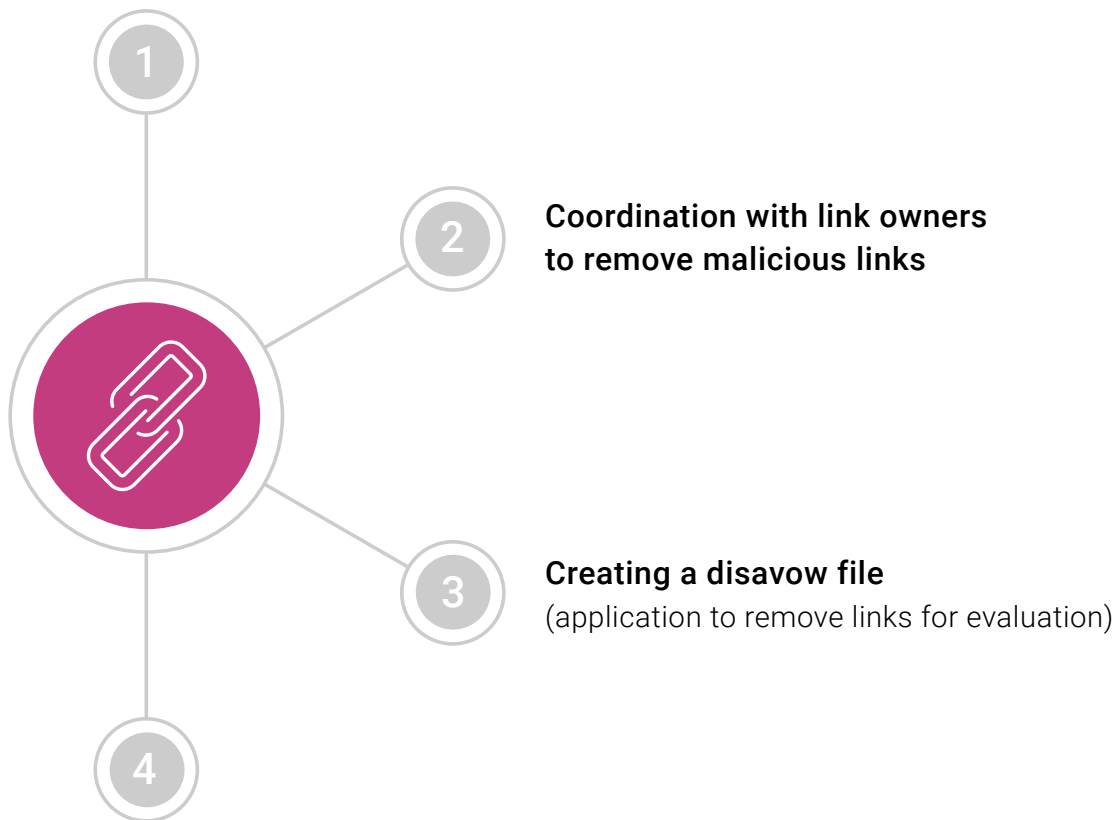 1
2
Coordination with link owners
to remove malicious links
3
Creating a disavow file
(application to remove links for evaluation)
4